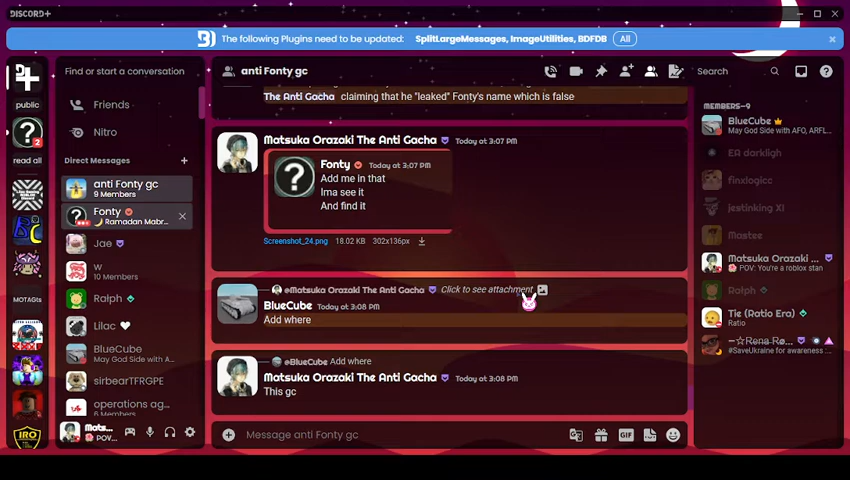 DISCORD+
The following Plugins need to be updated: SplitLargeMessages, ImageUtilities, BDFDB All
public
2
read all
MOTAGts
IRO
Find or start a conversation
Friends
Nitro
Direct Messages
anti Fonty gc
9 Members
Fonty
Ramadan Mabr...
Jae
W
10 Members
Ralph
Lilac
BlueCube
May God Side with A...
sirbearTFRGPE
operations ag...
6 Members
Mats...
POV...
anti Fonty gc
Search
The Anti Gacha claiming that he "leaked" Fonty's name which is false
Matsuka Orazaki The Anti Gacha Today at 3:07 PM
Fonty Today at 3:07 PM
Add me in that
Ima see it
And find it
Screenshot_24.png 18.02 KB 302x136px
@Matsuka Orazaki The Anti Gacha Click to see attachment
BlueCube Today at 3:08 PM
Add where
@BlueCube Add where
Matsuka Orazaki The Anti Gacha Today at 3:08 PM
This gc
Message anti Fonty gc
GIF
MEMBERS—9
BlueCube
May God Side with AFO, ARFL...
EA darkligh
finxlogicc
jestinking XI
Mastee
Matsuka Orazaki ...
POV: You're a roblox stan
Ralph
Tie (Ratio Era)
Ratio
#SaveUkraine for awareness :...